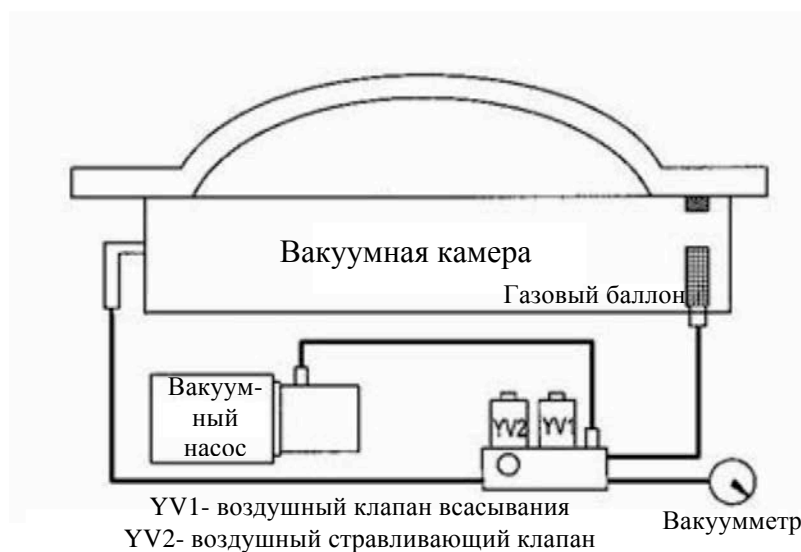 Вакуумная камера
Газовый баллон
Вакуум-
ный
насос
YV2
YV1
YV1- воздушный клапан всасывания
Вакуумметр
YV2- воздушный стравливающий клапан